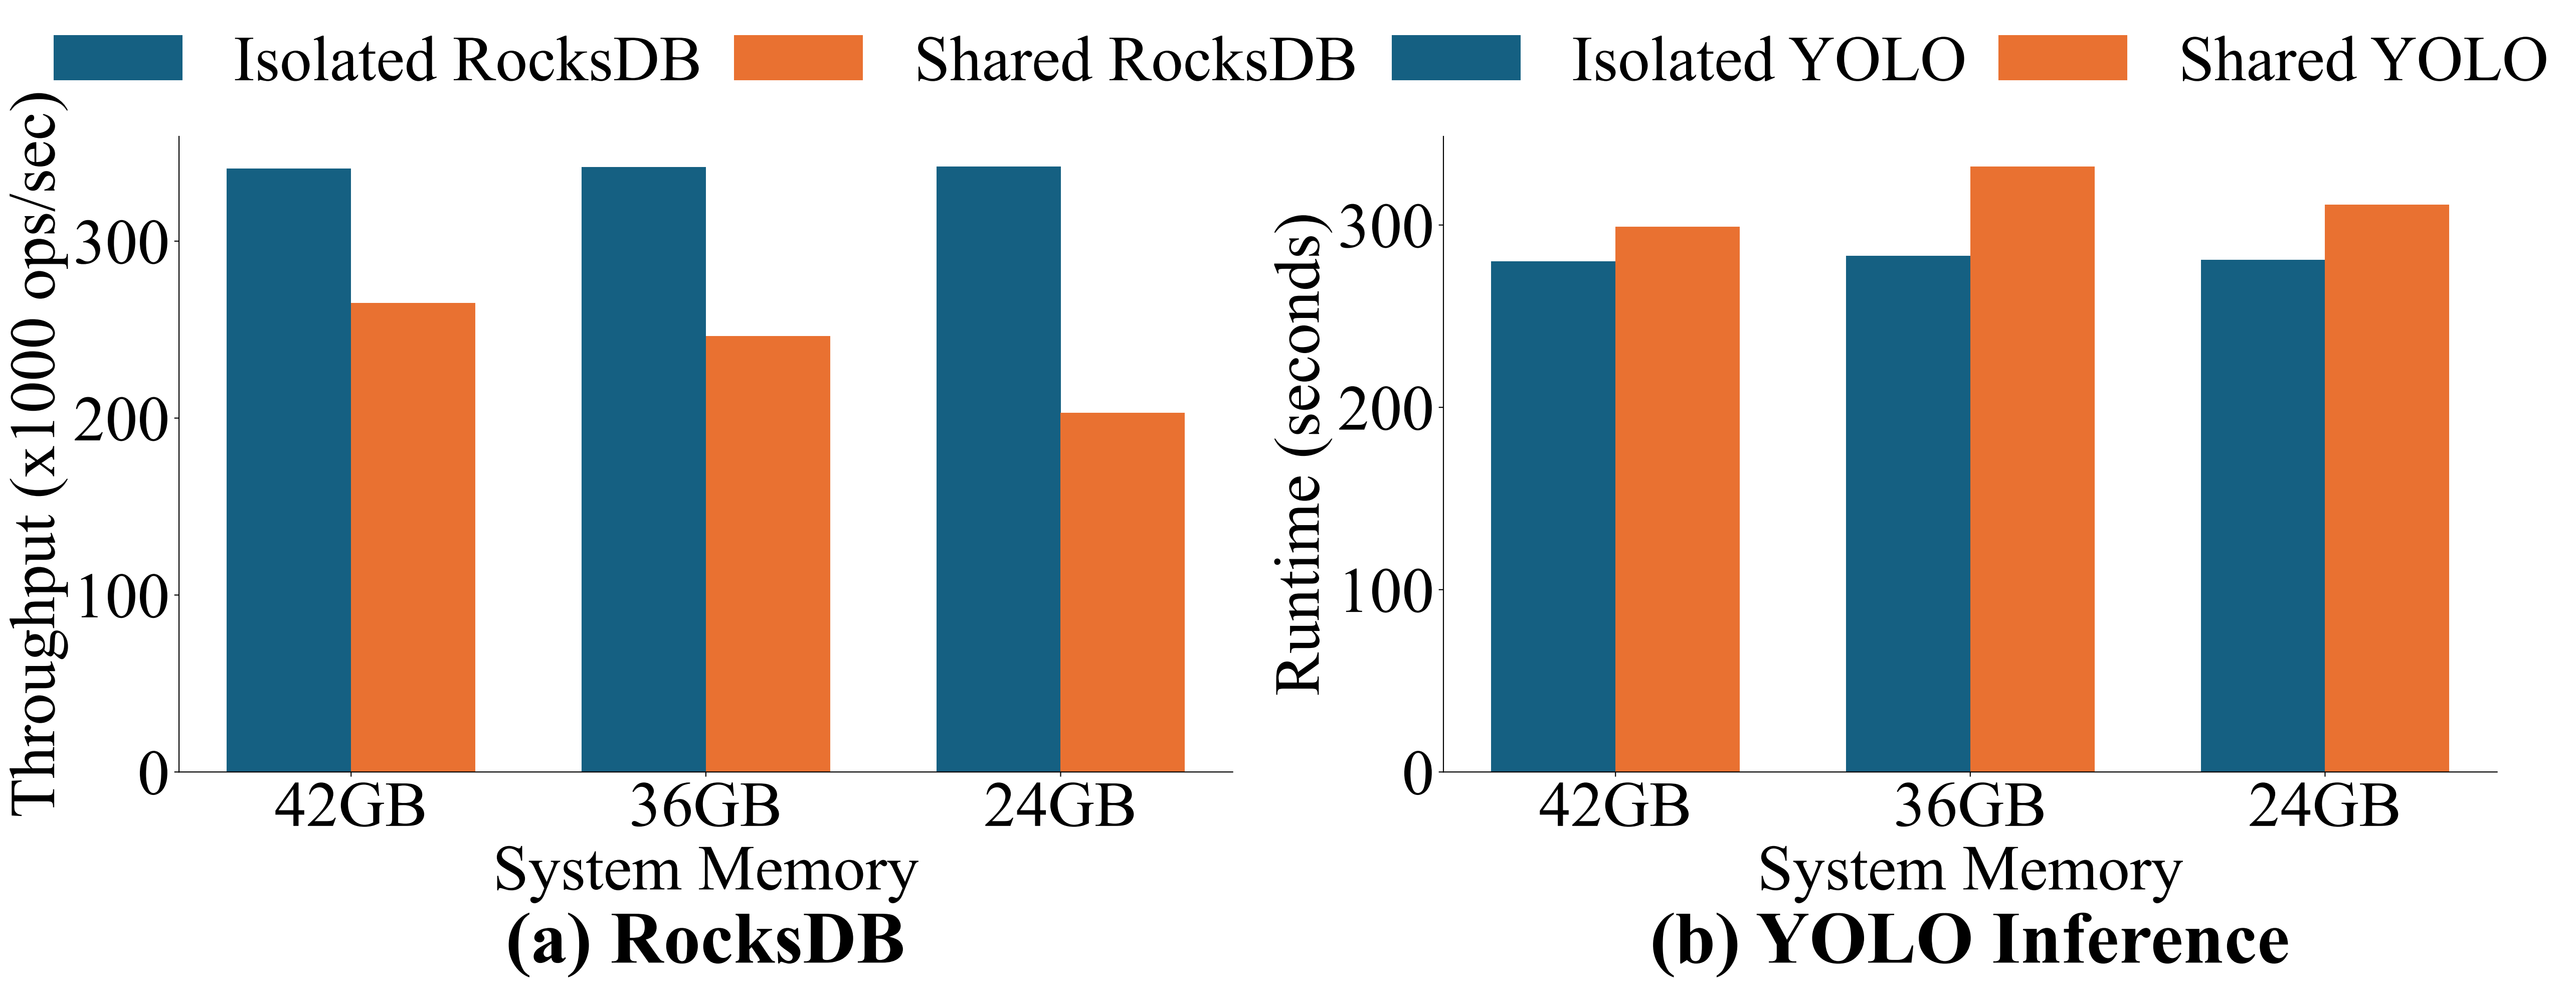 Isolated RocksDB Shared RocksDB Isolated YOLO Shared YOLO
Throughput (x1000 ops/sec)
300
200
100
0
42GB 36GB 24GB
System Memory
(a) RocksDB
Runtime (seconds)
300
200
100
0
42GB 36GB 24GB
System Memory
(b) YOLO Inference